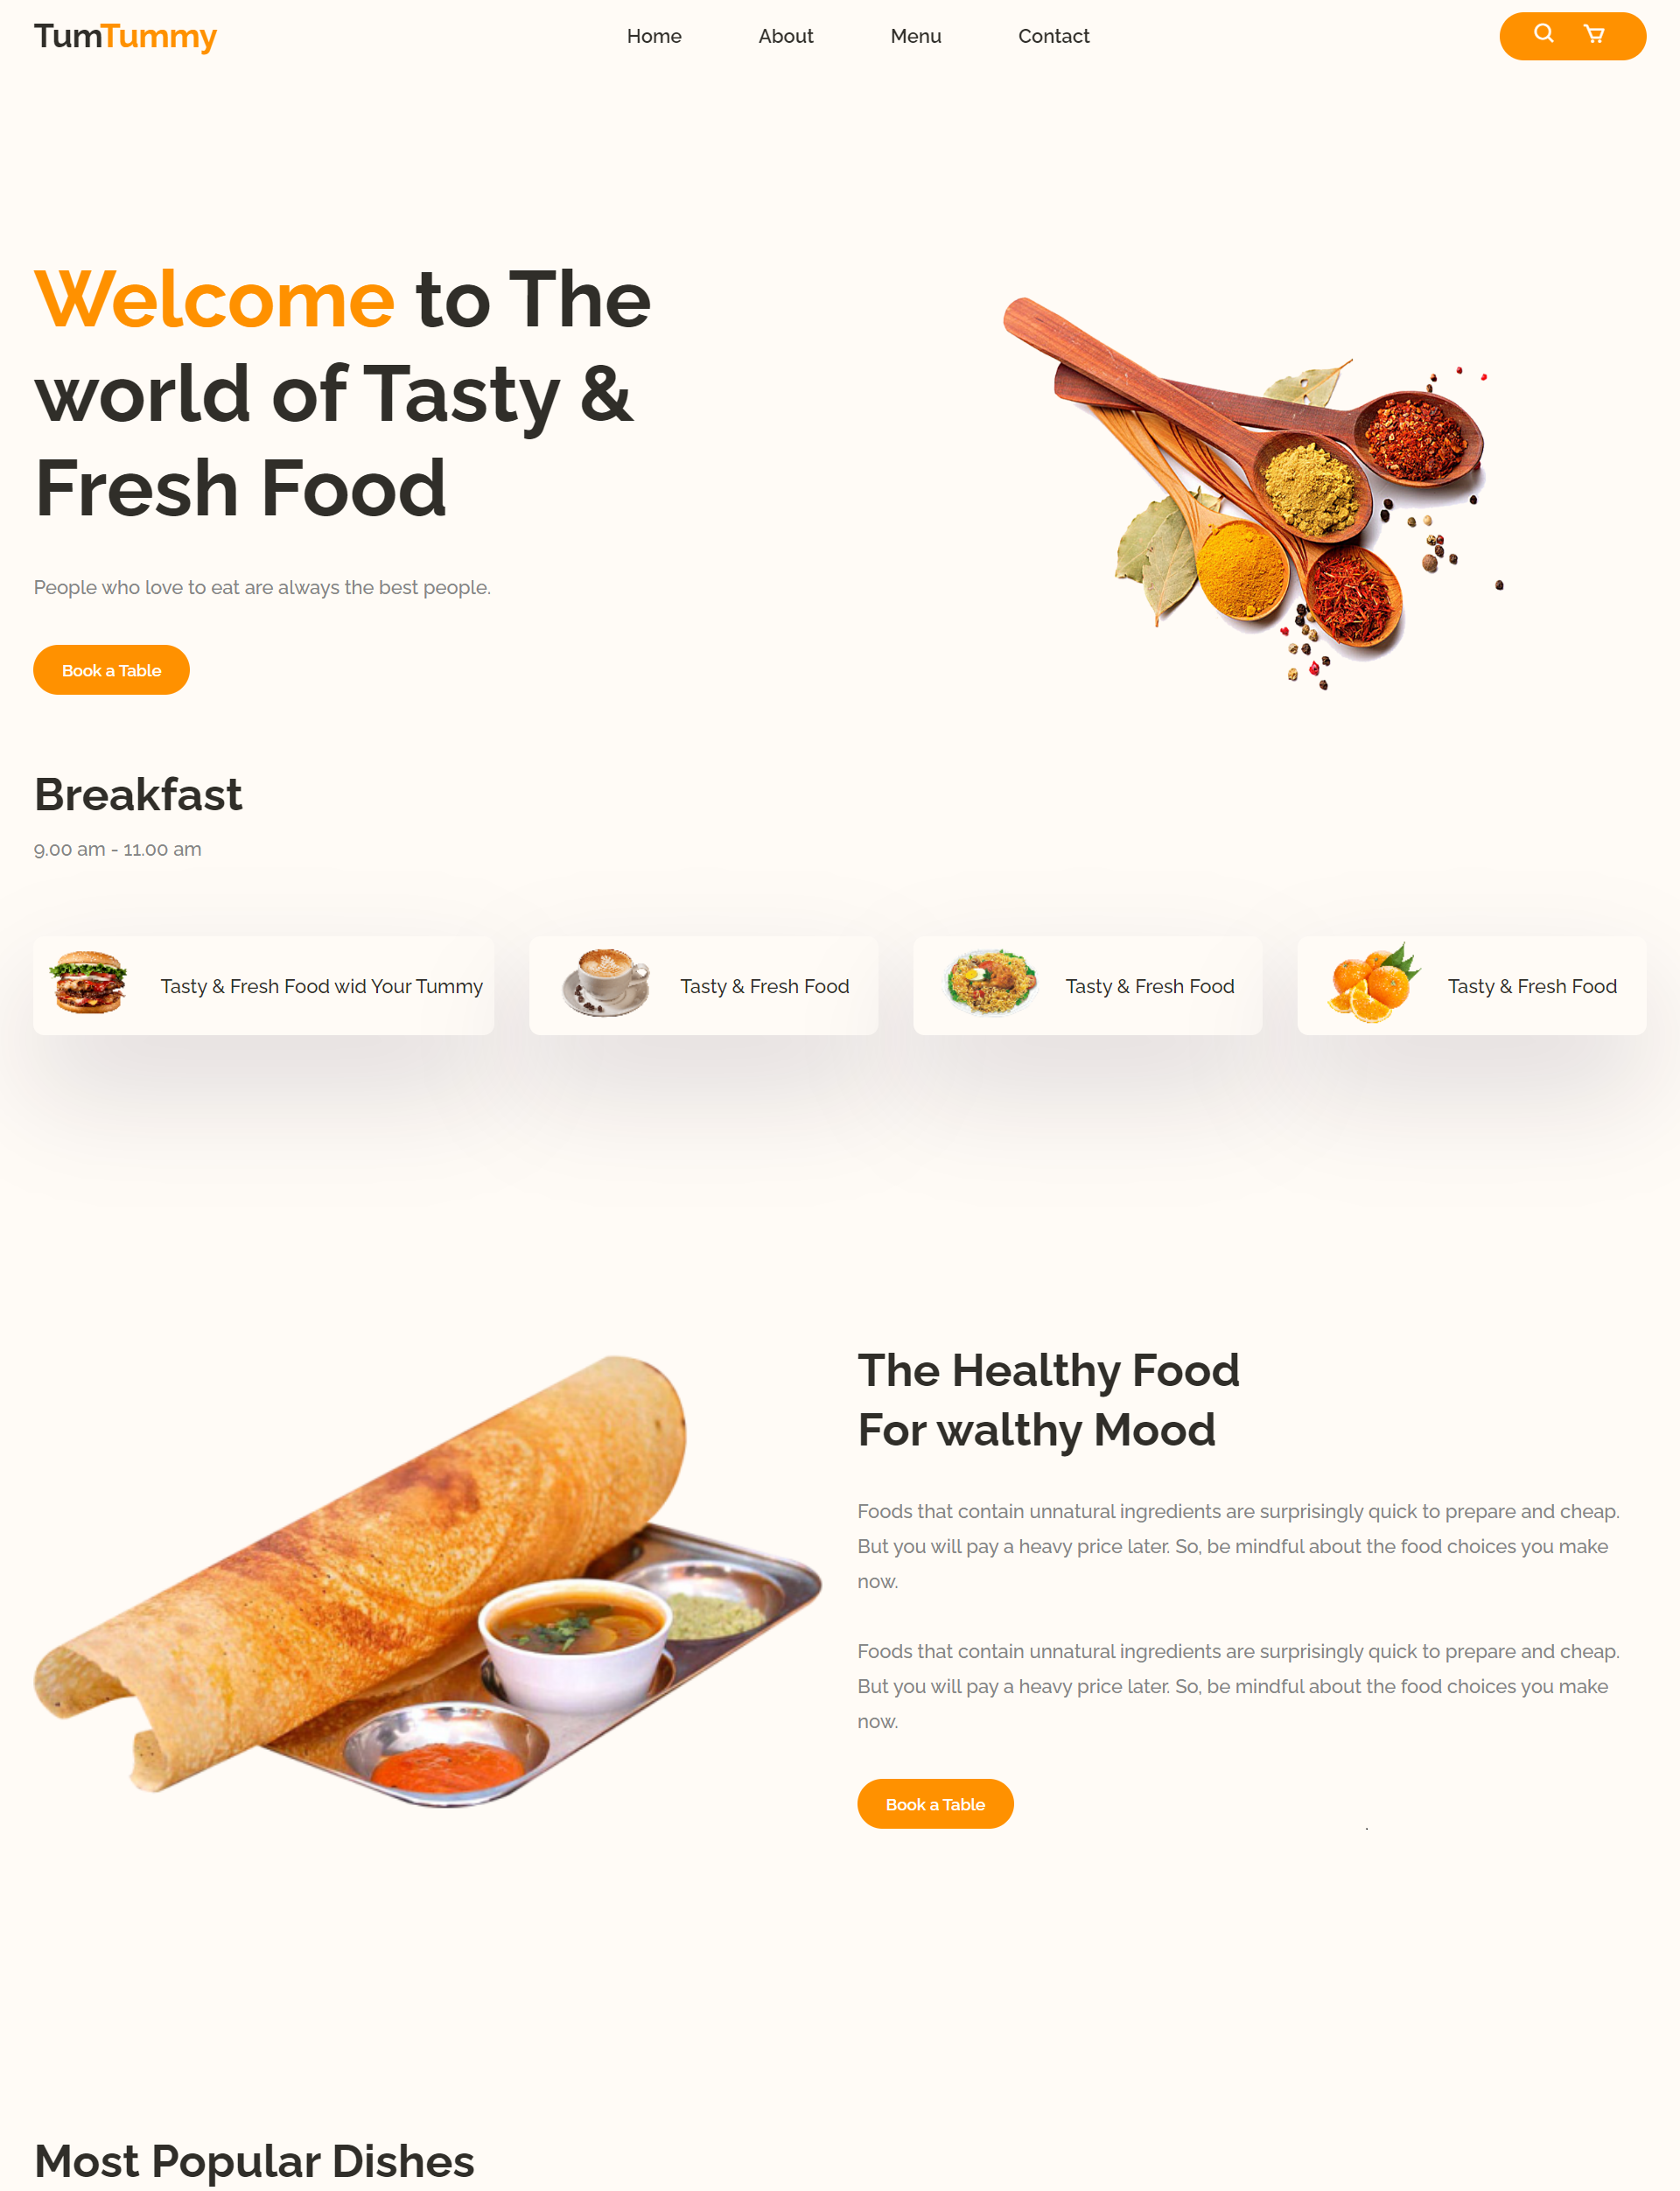 TumTummy
Home
About
Menu
Contact
Welcome to The
world of Tasty &
Fresh Food
People who love to eat are always the best people.
Book a Table
Breakfast
9.00 am - 11.00 am
Tasty & Fresh Food wid Your Tummy
Tasty & Fresh Food
Tasty & Fresh Food
Tasty & Fresh Food
The Healthy Food
For walthy Mood
Foods that contain unnatural ingredients are surprisingly quick to prepare and cheap.
But you will pay a heavy price later. So, be mindful about the food choices you make
now.
Foods that contain unnatural ingredients are surprisingly quick to prepare and cheap.
But you will pay a heavy price later. So, be mindful about the food choices you make
now.
Book a Table
.
Most Popular Dishes